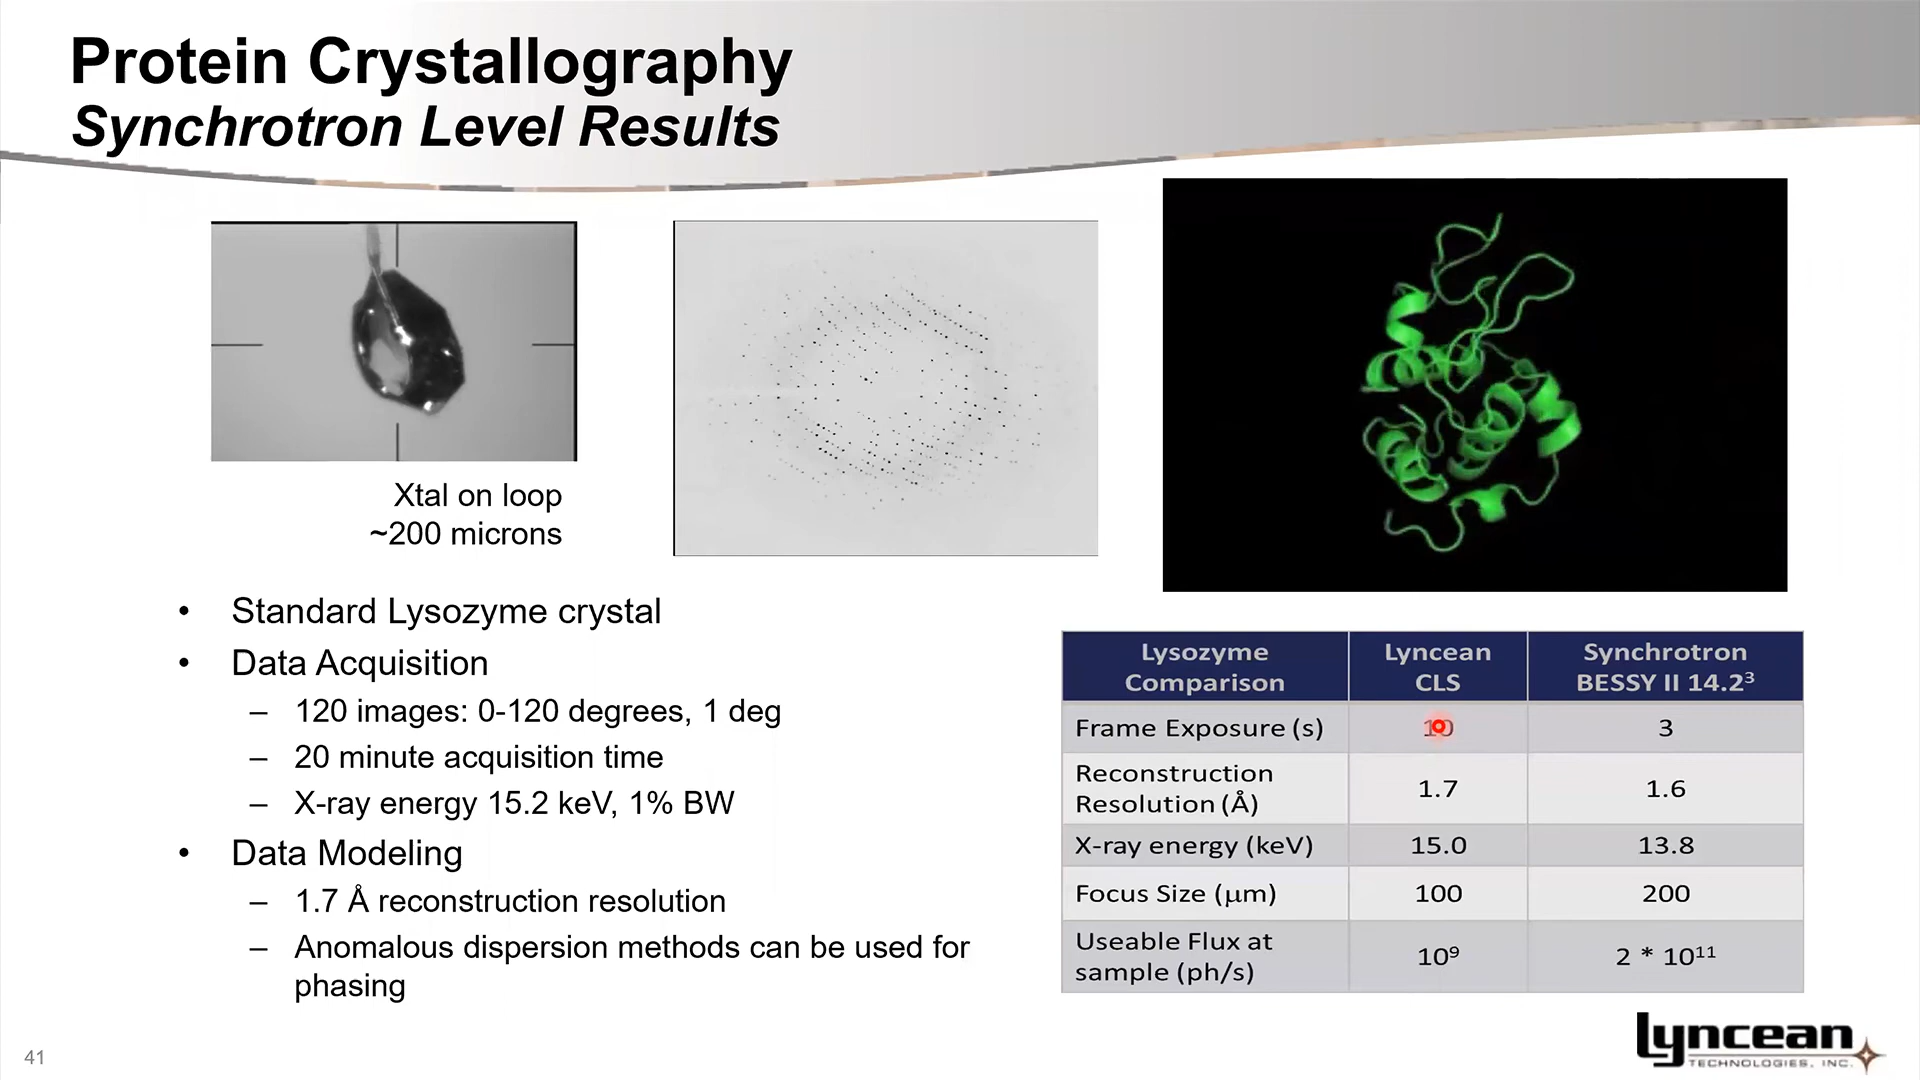 Protein Crystallography
Synchrotron Level Results
Xtal on loop
~200 microns
• Standard Lysozyme crystal
• Data Acquisition
– 120 images: 0-120 degrees, 1 deg
– 20 minute acquisition time
– X-ray energy 15.2 keV, 1% BW
• Data Modeling
– 1.7 Å reconstruction resolution
– Anomalous dispersion methods can be used for
phasing
Lysozyme Comparison | Lyncean CLS | Synchrotron BESSY II 14.2³
Frame Exposure (s) | 10 | 3
Reconstruction Resolution (Å) | 1.7 | 1.6
X-ray energy (keV) | 15.0 | 13.8
Focus Size (μm) | 100 | 200
Useable Flux at sample (ph/s) | 10⁹ | 2 * 10¹¹
41
lyncean
TECHNOLOGIES, INC.